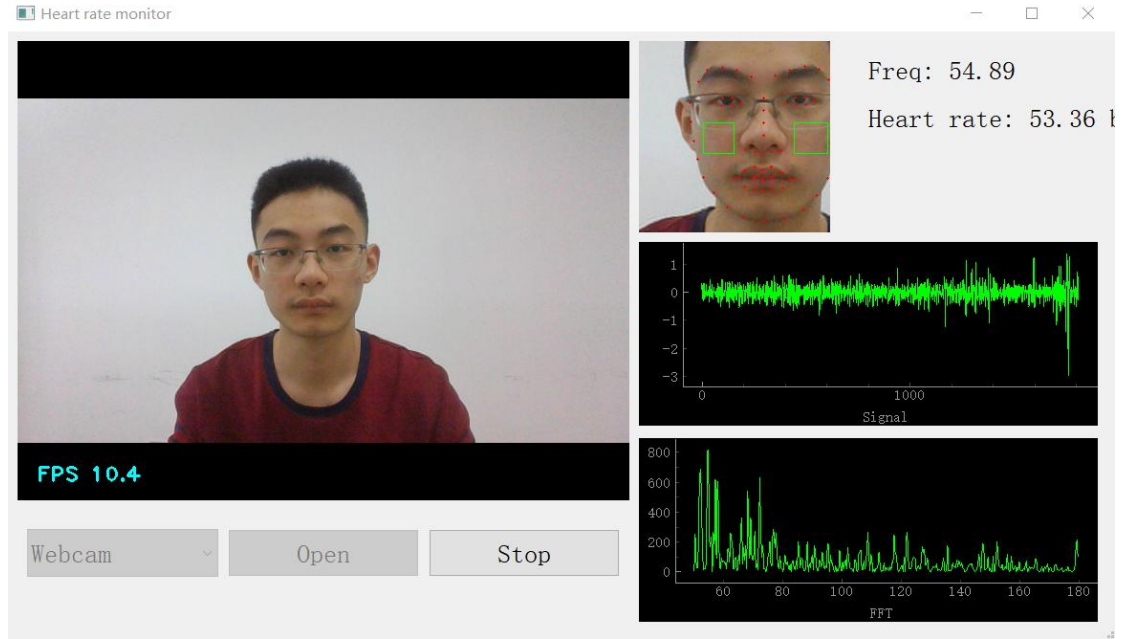 Heart rate monitor
Freq: 54.89
Heart rate: 53.36 b
1
0
-1
-2
-3
0
1000
Signal
FPS 10.4
800
600
400
200
0
60
80
100
120
140
160
180
FFT
Webcam
Open
Stop